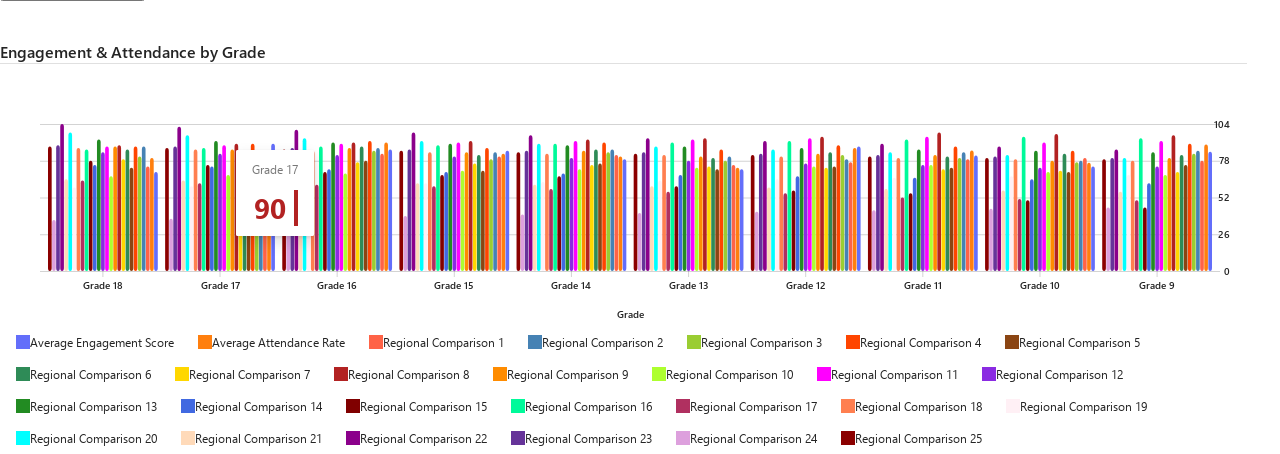 Engagement & Attendance by Grade
104
Grade 17
78
90
52
26
0
Grade 18 Grade 17 Grade 16 Grade 15 Grade 14 Grade 13 Grade 12 Grade 11 Grade 10 Grade 9
Grade
Average Engagement Score Average Attendance Rate Regional Comparison 1 Regional Comparison 2 Regional Comparison 3 Regional Comparison 4 Regional Comparison 5
Regional Comparison 6 Regional Comparison 7 Regional Comparison 8 Regional Comparison 9 Regional Comparison 10 Regional Comparison 11 Regional Comparison 12
Regional Comparison 13 Regional Comparison 14 Regional Comparison 15 Regional Comparison 16 Regional Comparison 17 Regional Comparison 18 Regional Comparison 19
Regional Comparison 20 Regional Comparison 21 Regional Comparison 22 Regional Comparison 23 Regional Comparison 24 Regional Comparison 25